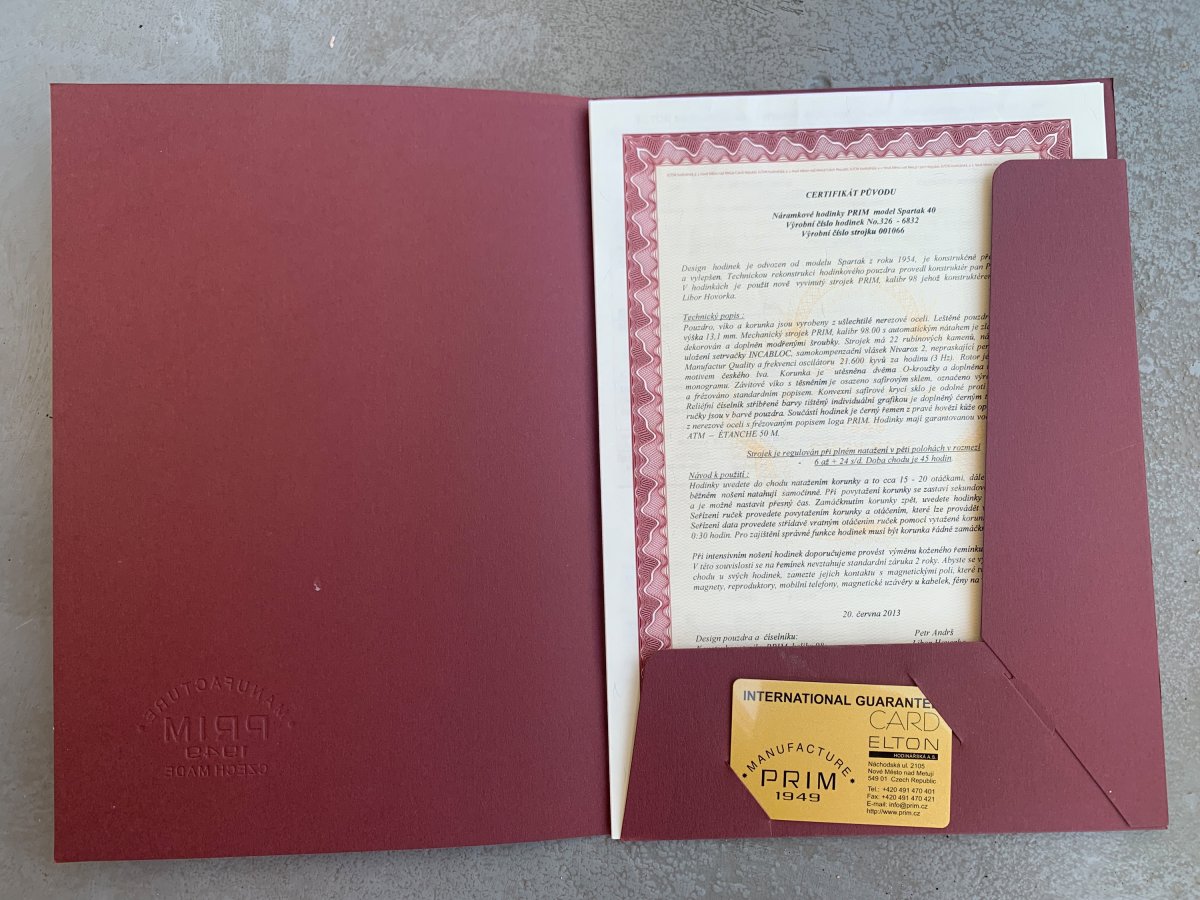 MANUFACTURE
PRIM
1949
CZECH MADE
CERTIFIKÁT PŮVODU
Náramkové hodinky PRIM model Spartak 40
Výrobní číslo hodinek No.326 - 6832
Výrobní číslo strojku 001066
Design hodinek je odvozen od modelu Spartak z roku 1954, je konstrukčně
a vylepšen. Technickou rekonstrukci hodinkového pouzdra provedl konstruktér pan
V hodinkách je použit nově vyvinutý strojek PRIM, kalibr 98 jehož
Libor Hovorka.
Technický popis :
Pouzdro, víko a korunka jsou vyrobeny z ušlechtilé nerezové oceli. Leštěné
výška 13,1 mm. Mechanický strojek PRIM, kalibr 98.00 s automatickým nátahem je
dekorován a doplněn modřenými šroubky. Strojek má 22 rubínových kamenů,
uložení setrvačky INCABLOC, samokompenzační vlásek Nivarox 2, nepraskající
Manufactur Quality a frekvenci oscilátoru 21.600 kyvů za hodinu (3 Hz). Rotor
motivem českého lva. Korunka je utěsněna dvěma O-kroužky a doplněna
monogramu. Závitové víko s těsněním je osazeno safírovým sklem, označeno
a frézováno standardním popisem. Konvexní safírové krycí sklo je odolné proti
Reliéfní číselník stříbřené barvy tištěný individuální grafikou je doplněný černým
ručky jsou v barvě pouzdra. Součástí hodinek je černý řemen z pravé hovězí kůže
z nerezové oceli s frézovaným popisem loga PRIM. Hodinky mají garantovanou
ATM – ÉTANCHE 50 M.
Strojek je regulován při plném natažení v pěti polohách v rozmezí
- 6 až + 24 s/d. Doba chodu je 45 hodin.
Návod k použití :
Hodinky uvedete do chodu natažením korunky a to cca 15 - 20 otáčkami,
běžném nošení natahují samočinně. Při povytažení korunky se zastaví
a je možné nastavit přesný čas. Zamáčknutím korunky zpět, uvedete hodinky
Seřízení ruček provedete povytažením korunky a otáčením, které lze provádět
Seřízení data provedete střídavě vratným otáčením ruček pomocí vytažené
0:30 hodin. Pro zajištění správné funkce hodinek musí být korunka řádně
Při intensivním nošení hodinek doporučujeme provést výměnu koženého řemínku
V této souvislosti se na řemínek nevztahuje standardní záruka 2 roky. Abyste se
chodu u svých hodinek, zamezte jejich kontaktu s magnetickými poli, které
magnety, reproduktory, mobilní telefony, magnetické uzávěry u kabelek, fény na
20. června 2013
Design pouzdra a číselníku: Petr Andrš
INTERNATIONAL
CARD
ELTON
HODINÁŘSKÁ A.S.
MANUFACTURE
PRIM
1949
Náchodská ul. 2105
Nové Město nad Metují
549 01 Czech Republic
Tel.: +420 491 470 401
Fax: +420 491 470 421
E-mail: info@prim.cz
http://www.prim.cz